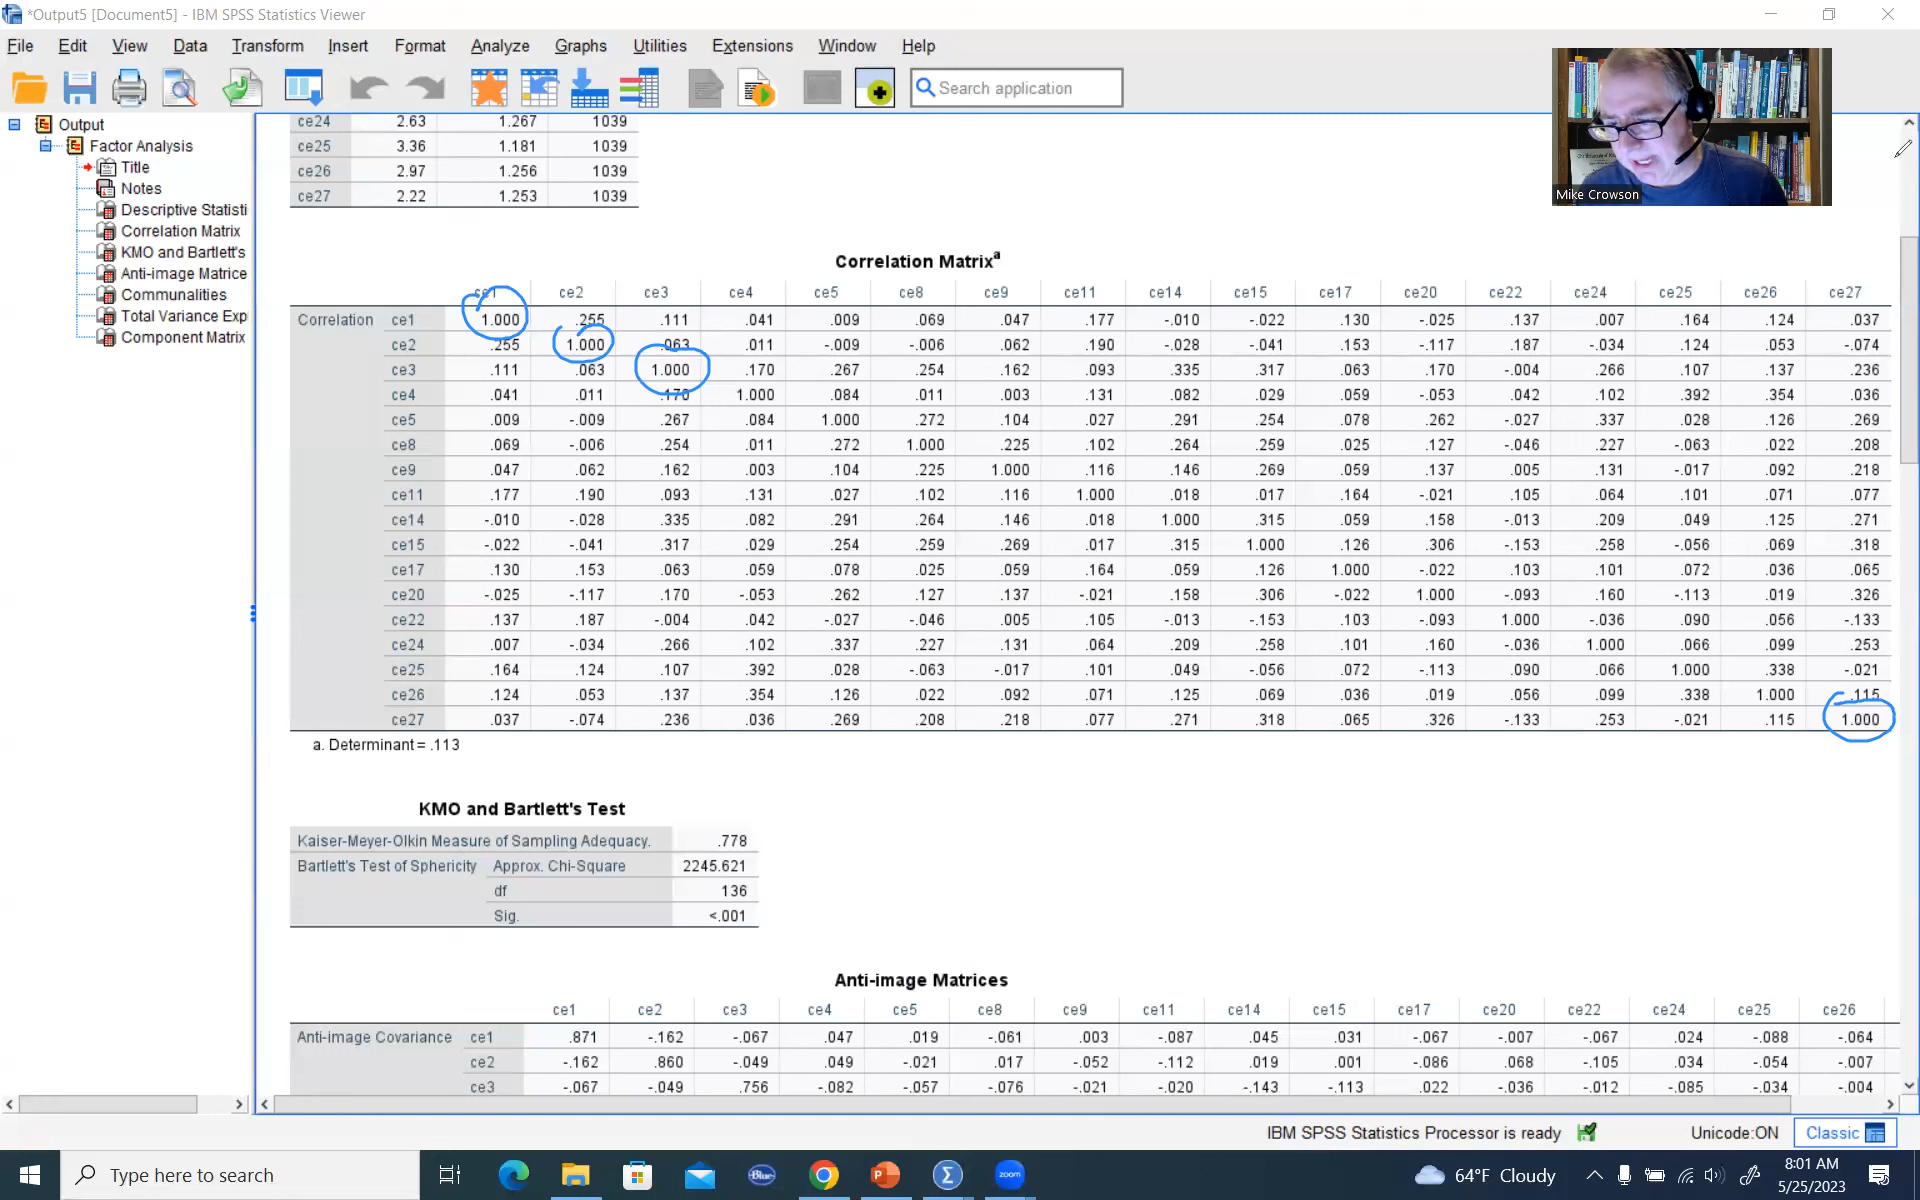 *Output5 [Document5] - IBM SPSS Statistics Viewer
File Edit View Data Transform Insert Format Analyze Graphs Utilities Extensions Window Help
Search application
Mike Crowson
Output
Factor Analysis
Title
Notes
Descriptive Statisti
Correlation Matrix
KMO and Bartlett's
Anti-image Matrice
Communalities
Total Variance Exp
Component Matrix
ce24 2.63 1.267 1039
ce25 3.36 1.181 1039
ce26 2.97 1.256 1039
ce27 2.22 1.253 1039
Correlation Matrixa
ce1 ce2 ce3 ce4 ce5 ce8 ce9 ce11 ce14 ce15 ce17 ce20 ce22 ce24 ce25 ce26 ce27
Correlation ce1 1.000 .255 .111 .041 .009 .069 .047 .177 -.010 -.022 .130 -.025 .137 .007 .164 .124 .037
ce2 .255 1.000 .063 .011 -.009 -.006 .062 .190 -.028 -.041 .153 -.117 .187 -.034 .124 .053 -.074
ce3 .111 .063 1.000 .170 .267 .254 .162 .093 .335 .317 .063 .170 -.004 .266 .107 .137 .236
ce4 .041 .011 .170 1.000 .084 .011 .003 .131 .082 .029 .059 -.053 .042 .102 .392 .354 .036
ce5 .009 -.009 .267 .084 1.000 .272 .104 .027 .291 .254 .078 .262 -.027 .337 .028 .126 .269
ce8 .069 -.006 .254 .011 .272 1.000 .225 .102 .264 .259 .025 .127 -.046 .227 -.063 .022 .208
ce9 .047 .062 .162 .003 .104 .225 1.000 .116 .146 .269 .059 .137 .005 .131 -.017 .092 .218
ce11 .177 .190 .093 .131 .027 .102 .116 1.000 .018 .017 .164 -.021 .105 .064 .101 .071 .077
ce14 -.010 -.028 .335 .082 .291 .264 .146 .018 1.000 .315 .059 .158 -.013 .209 .049 .125 .271
ce15 -.022 -.041 .317 .029 .254 .259 .269 .017 .315 1.000 .126 .306 -.153 .258 -.056 .069 .318
ce17 .130 .153 .063 .059 .078 .025 .059 .164 .059 .126 1.000 -.022 .103 .101 .072 .036 .065
ce20 -.025 -.117 .170 -.053 .262 .127 .137 -.021 .158 .306 -.022 1.000 -.093 .160 -.113 .019 .326
ce22 .137 .187 -.004 .042 -.027 -.046 .005 .105 -.013 -.153 .103 -.093 1.000 -.036 .090 .056 -.133
ce24 .007 -.034 .266 .102 .337 .227 .131 .064 .209 .258 .101 .160 -.036 1.000 .066 .099 .253
ce25 .164 .124 .107 .392 .028 -.063 -.017 .101 .049 -.056 .072 -.113 .090 .066 1.000 .338 -.021
ce26 .124 .053 .137 .354 .126 .022 .092 .071 .125 .069 .036 .019 .056 .099 .338 1.000 .115
ce27 .037 -.074 .236 .036 .269 .208 .218 .077 .271 .318 .065 .326 -.133 .253 -.021 .115 1.000
a. Determinant = .113
KMO and Bartlett's Test
Kaiser-Meyer-Olkin Measure of Sampling Adequacy. .778
Bartlett's Test of Sphericity Approx. Chi-Square 2245.621
df 136
Sig. <.001
Anti-image Matrices
ce1 ce2 ce3 ce4 ce5 ce8 ce9 ce11 ce14 ce15 ce17 ce20 ce22 ce24 ce25 ce26
Anti-image Covariance ce1 .871 -.162 -.067 .047 .019 -.061 .003 -.087 .045 .031 -.067 -.007 -.067 .024 -.088 -.064
ce2 -.162 .860 -.049 .049 -.021 .017 -.052 -.112 .019 .001 -.086 .068 -.105 .034 -.054 -.007
ce3 -.067 -.049 .756 -.082 -.057 -.076 -.021 -.020 -.143 -.113 .022 -.036 -.012 -.085 -.034 -.004
IBM SPSS Statistics Processor is ready Unicode:ON Classic
Type here to search
Blue
zoom
64°F Cloudy
8:01 AM
5/25/2023